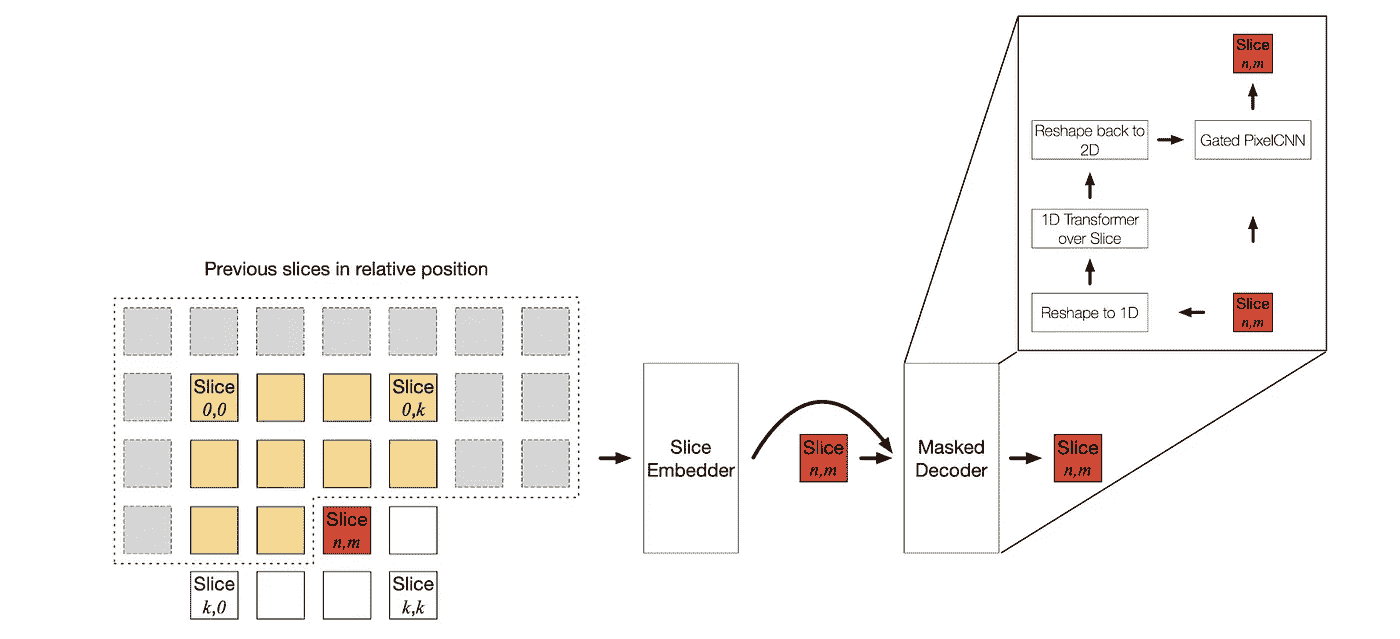 Previous slices in relative position
Slice
0,0
Slice
0,k
Slice
n,m
Slice
k,0
Slice
k,k
Slice
Embedder
Slice
n,m
Masked
Decoder
Slice
n,m
Slice
n,m
Reshape back to
2D
Gated PixelCNN
1D Transformer
over Slice
Reshape to 1D
Slice
n,m